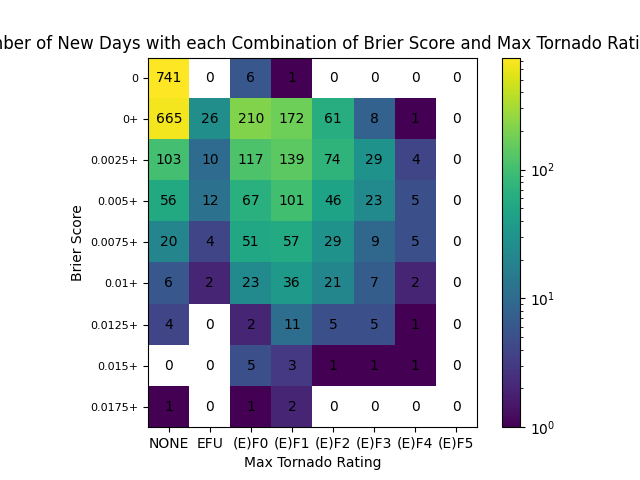 ber of New Days with each Combination of Brier Score and Max Tornado Rati
0 741 0 6 1 0 0 0 0
0+ 665 26 210 172 61 8 1 0
0.0025+ 103 10 117 139 74 29 4 0
0.005+ 56 12 67 101 46 23 5 0
0.0075+ 20 4 51 57 29 9 5 0
0.01+ 6 2 23 36 21 7 2 0
0.0125+ 4 0 2 11 5 5 1 0
0.015+ 0 0 5 3 1 1 1 0
0.0175+ 1 0 1 2 0 0 0 0
NONE EFU (E)F0 (E)F1 (E)F2 (E)F3 (E)F4 (E)F5
Max Tornado Rating
Brier Score
10²
10¹
10⁰